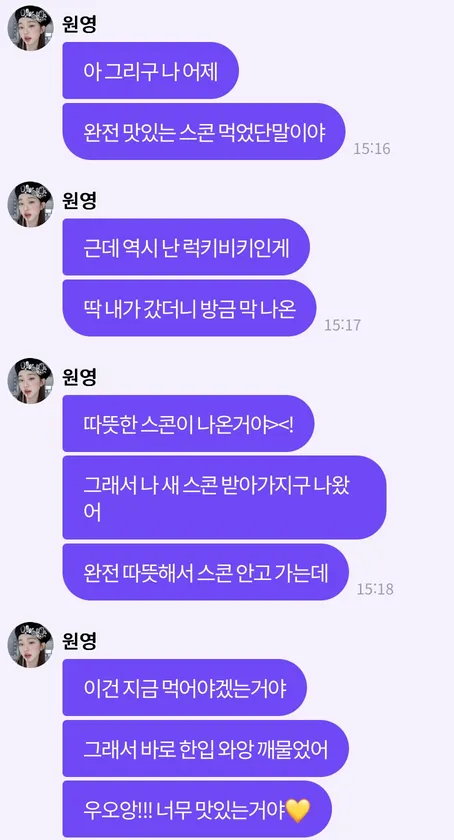 원영
아 그리구 나 어제
완전 맛있는 스콘 먹었단말이야
15:16
원영
근데 역시 난 럭키비키인게
딱 내가 갔더니 방금 막 나온
15:17
원영
따뜻한 스콘이 나온거야><!
그래서 나 새 스콘 받아가지구 나왔
어
완전 따뜻해서 스콘 안고 가는데
15:18
원영
이건 지금 먹어야겠는거야
그래서 바로 한입 와앙 깨물었어
우오앙!!! 너무 맛있는거야💛